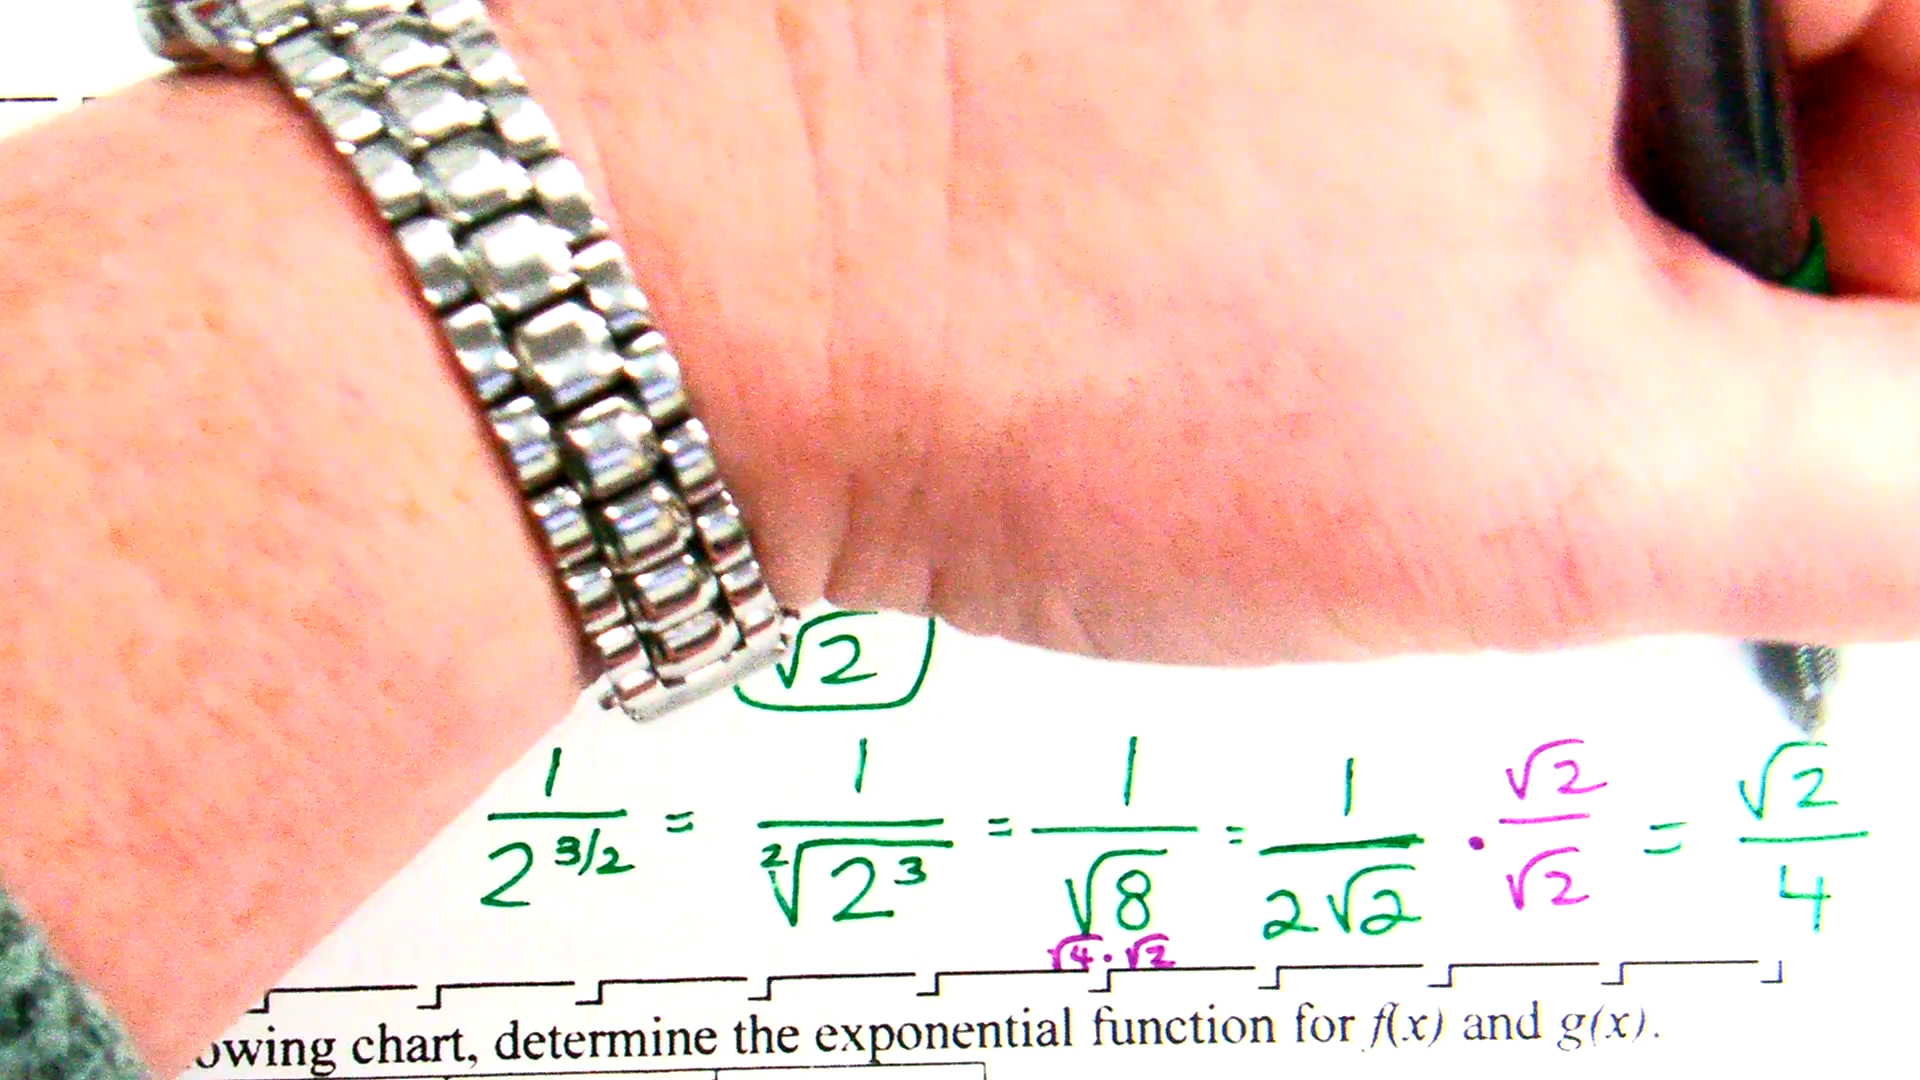 √2
1/2^(3/2) = 1/²√(2³) = 1/√8 = 1/(2√2) · √2/√2 = √2/4
√4 · √2
owing chart, determine the exponential function for f(x) and g(x).